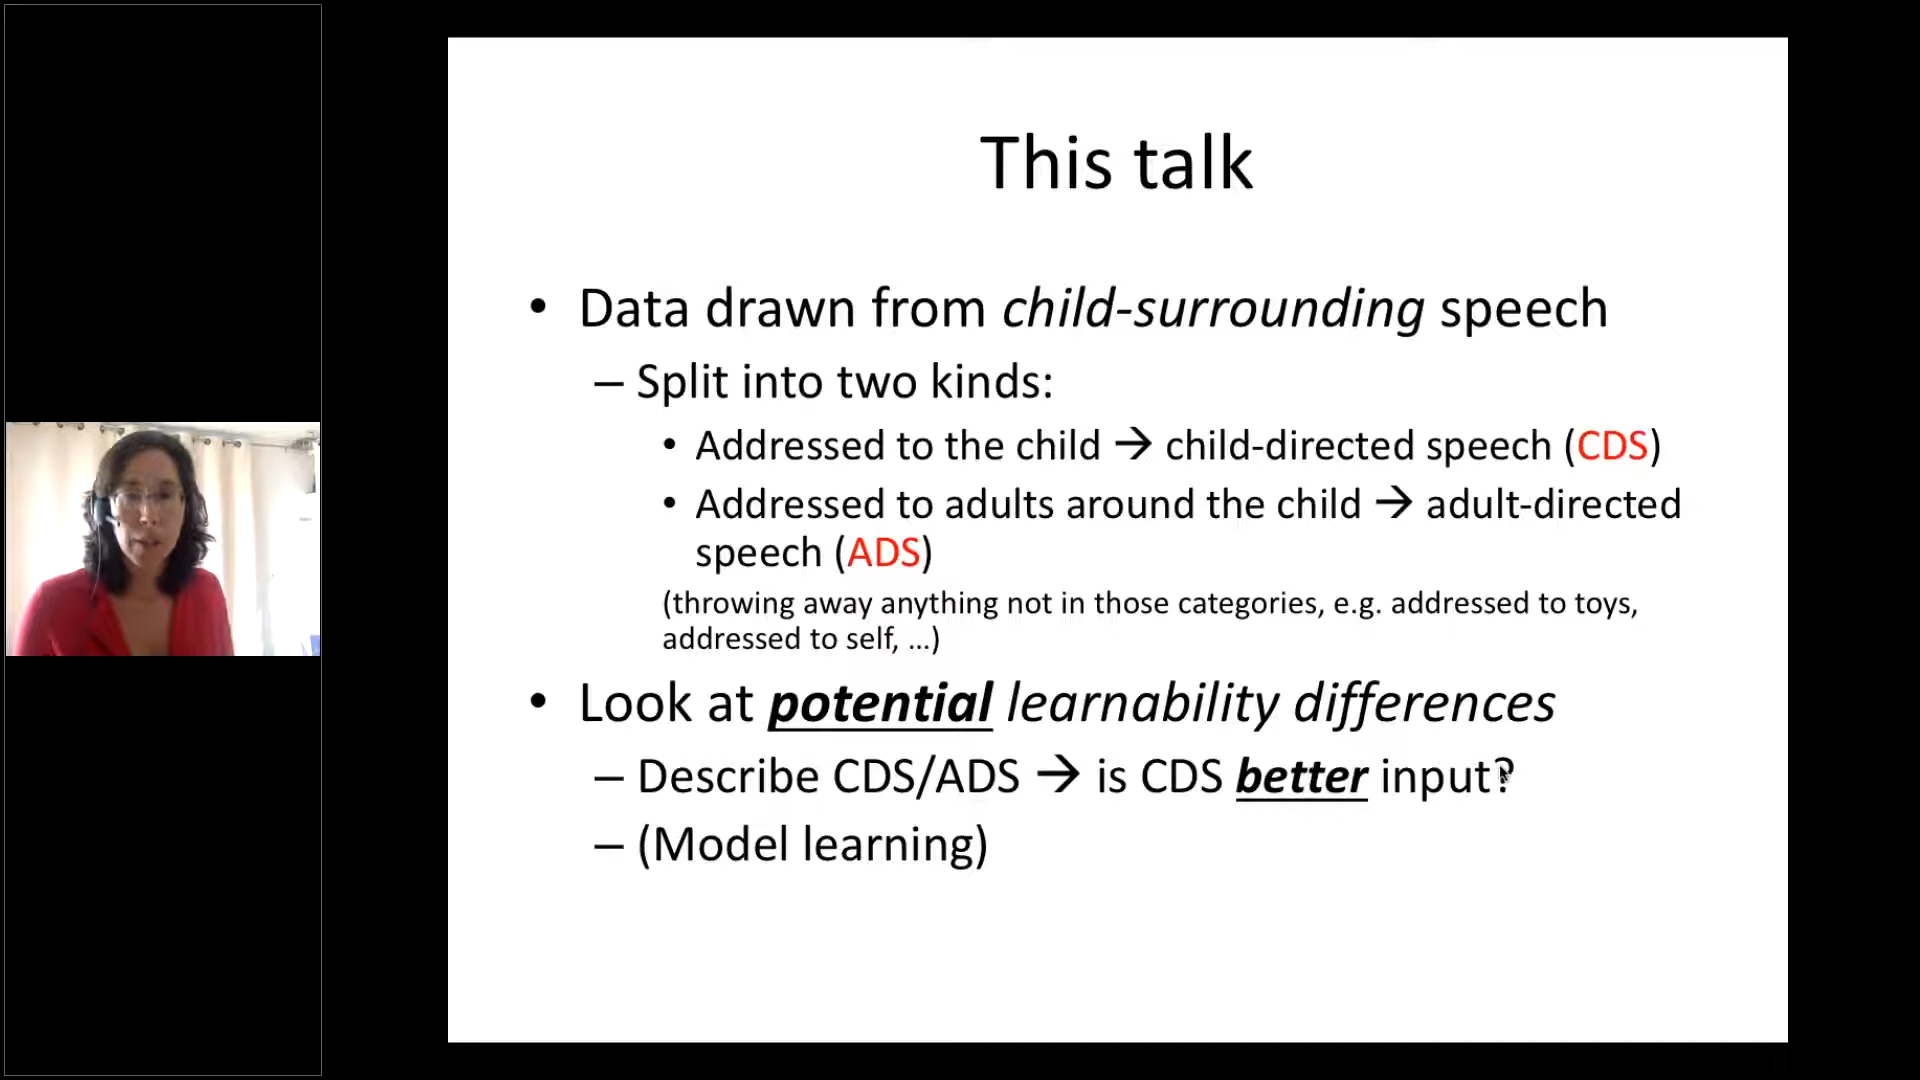 This talk
• Data drawn from child-surrounding speech
– Split into two kinds:
• Addressed to the child → child-directed speech (CDS)
• Addressed to adults around the child → adult-directed
speech (ADS)
(throwing away anything not in those categories, e.g. addressed to toys,
addressed to self, ...)
• Look at potential learnability differences
– Describe CDS/ADS → is CDS better input?
– (Model learning)